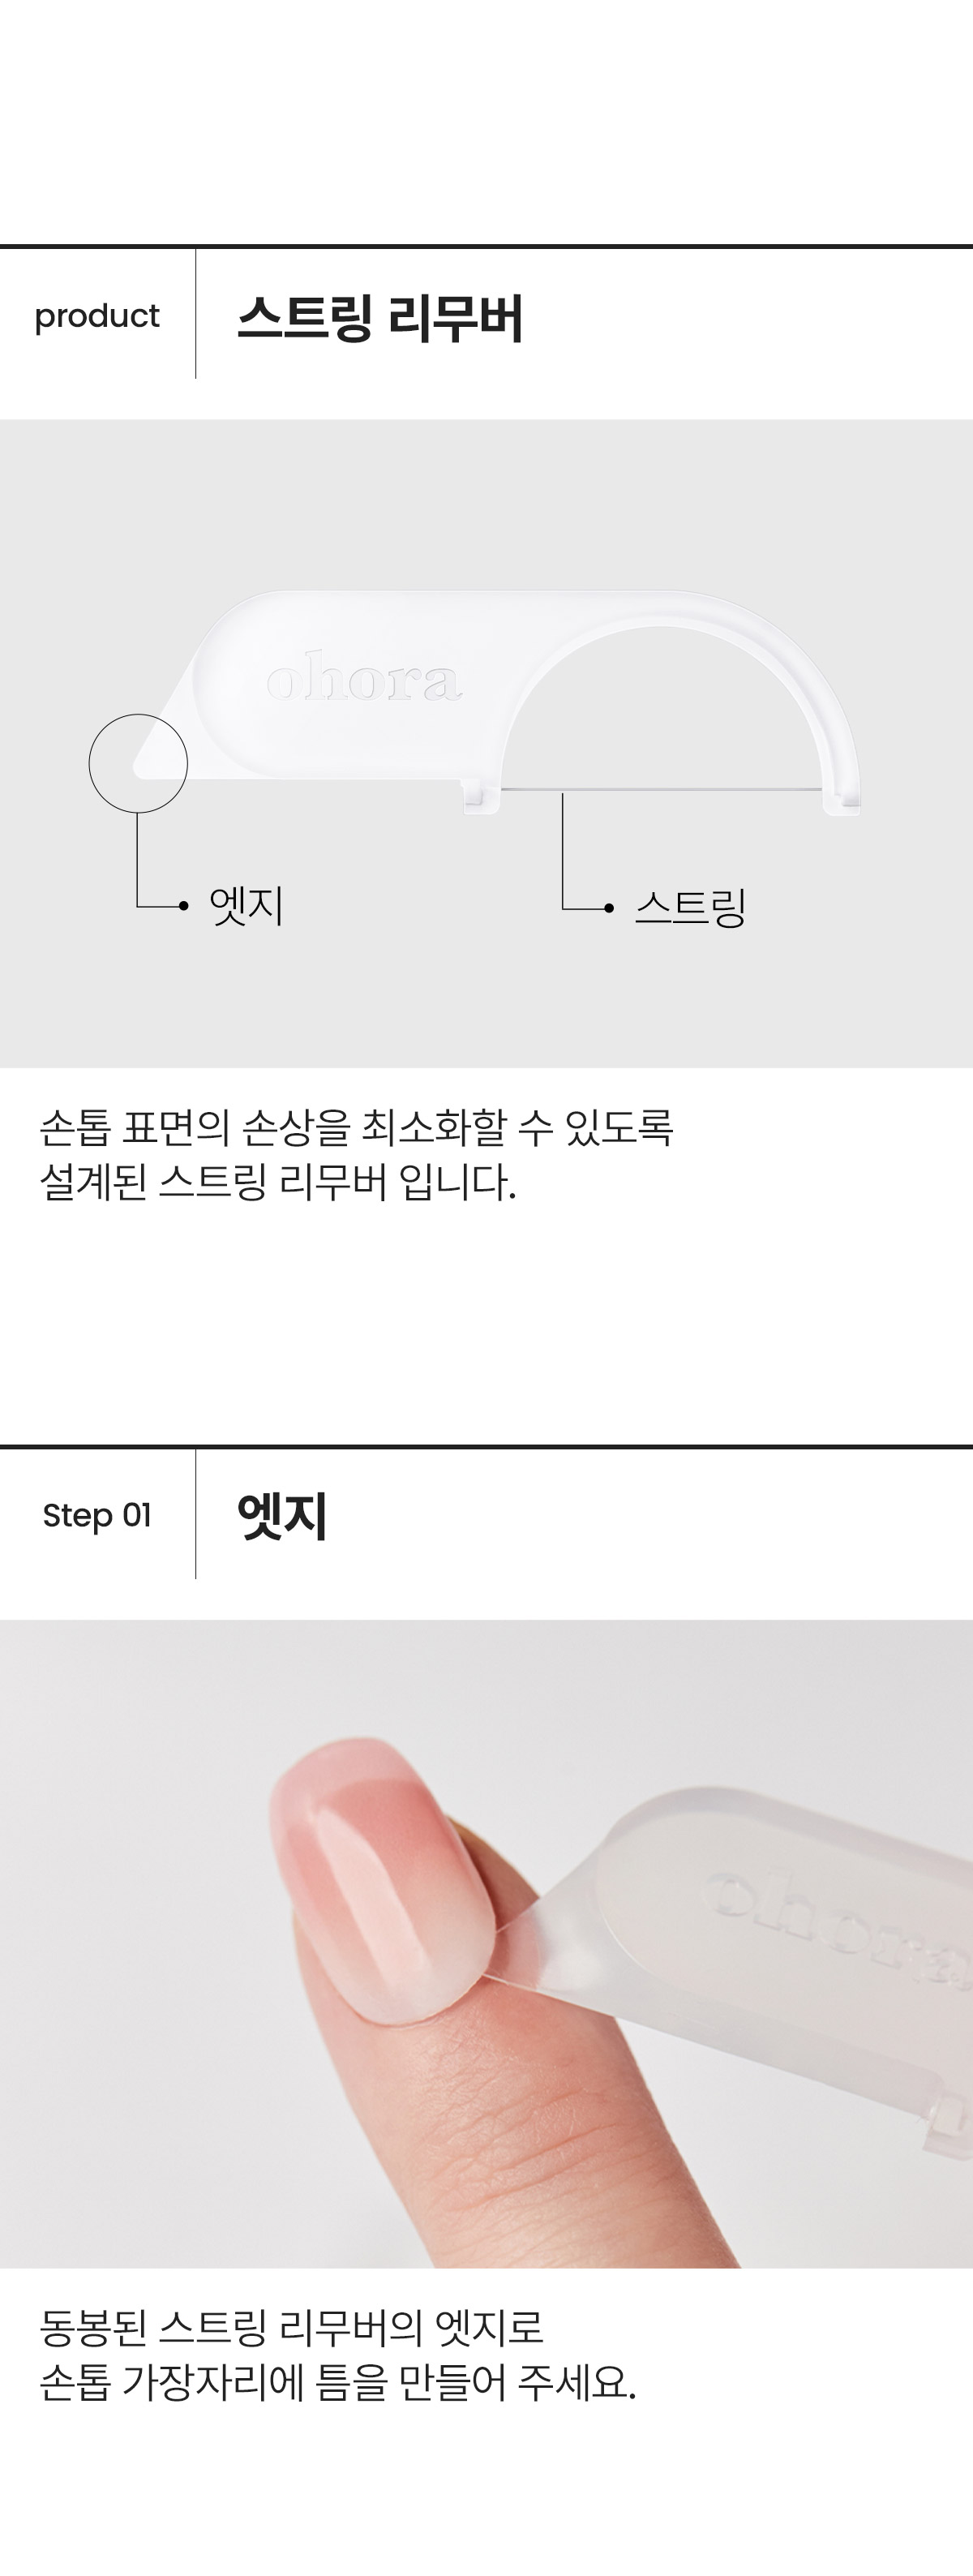 product
스트링 리무버
ohora
엣지
스트링
손톱 표면의 손상을 최소화할 수 있도록
설계된 스트링 리무버 입니다.
Step 01
엣지
ohora
동봉된 스트링 리무버의 엣지로
손톱 가장자리에 틈을 만들어 주세요.